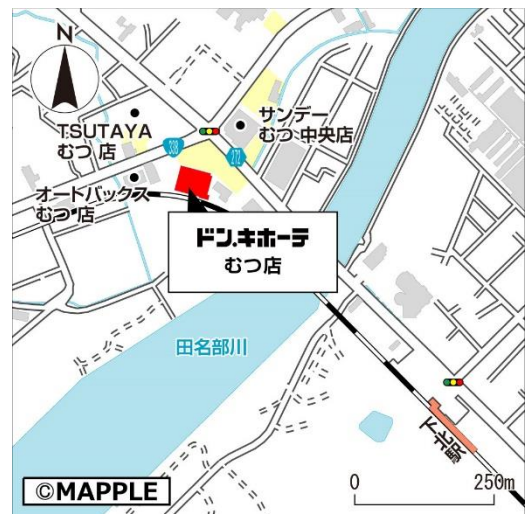 N
TSUTAYA
むつ 店
サンデー
むつ 中央店
338
272
オートバックス
むつ 店
ドン.キホーテ
むつ店
田名部川
下北駅
©MAPPLE
0 250m